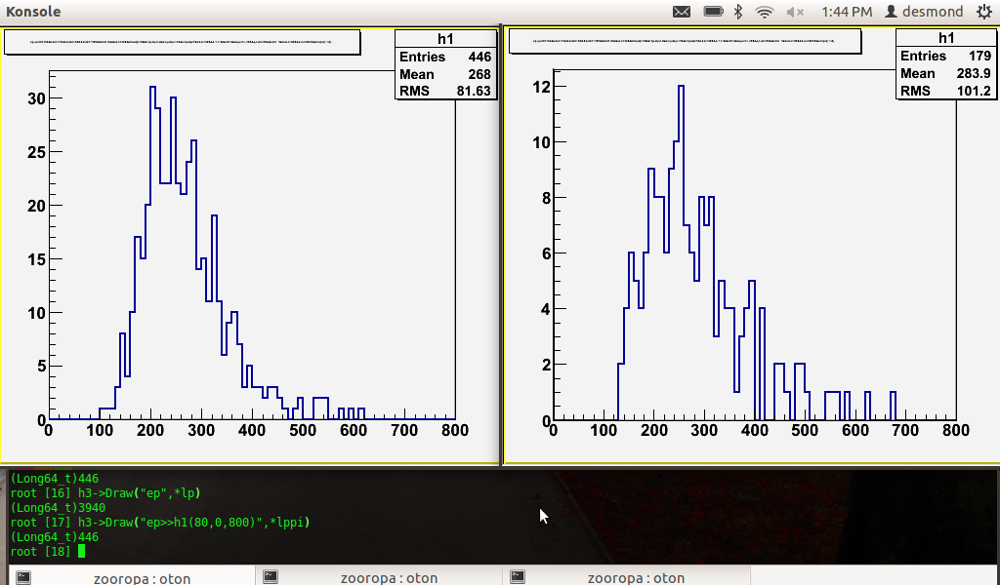 Konsole
1:44 PM desmond
h1
Entries 446
Mean 268
RMS 81.63
30
25
20
15
10
5
0
0 100 200 300 400 500 600 700 800
h1
Entries 179
Mean 283.9
RMS 101.2
12
10
8
6
4
2
0
0 100 200 300 400 500 600 700 800
(Long64_t)446
root [16] h3->Draw("ep",*lp)
(Long64_t)3940
root [17] h3->Draw("ep>>h1(80,0,800)",*lppi)
(Long64_t)446
root [18]
zooropa : oton
zooropa : oton
zooropa : oton